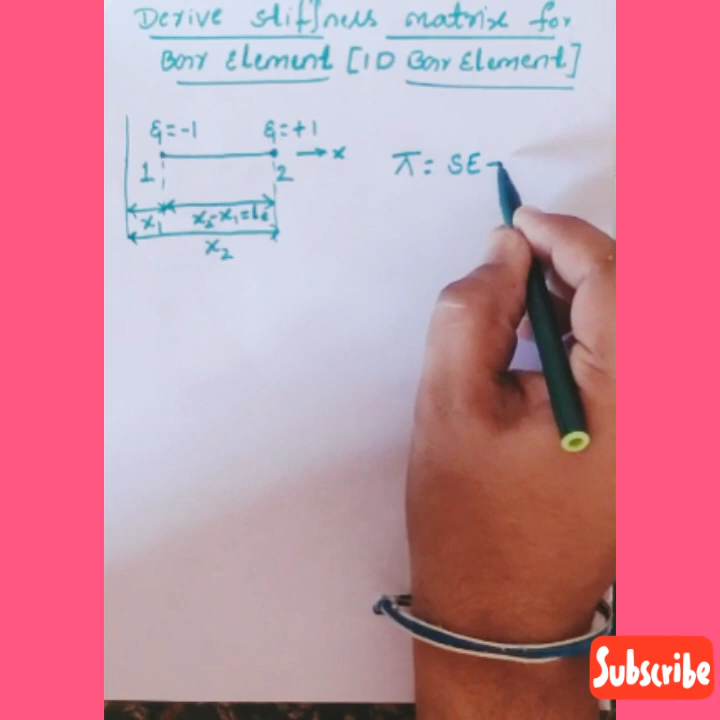 Derive stiffness matrix for
Bar Element [1D Bar Element]
ξ=-1 ξ=+1
1 2 → x
π = SE -
x₁ x₂-x₁=le
x₂
Subscribe